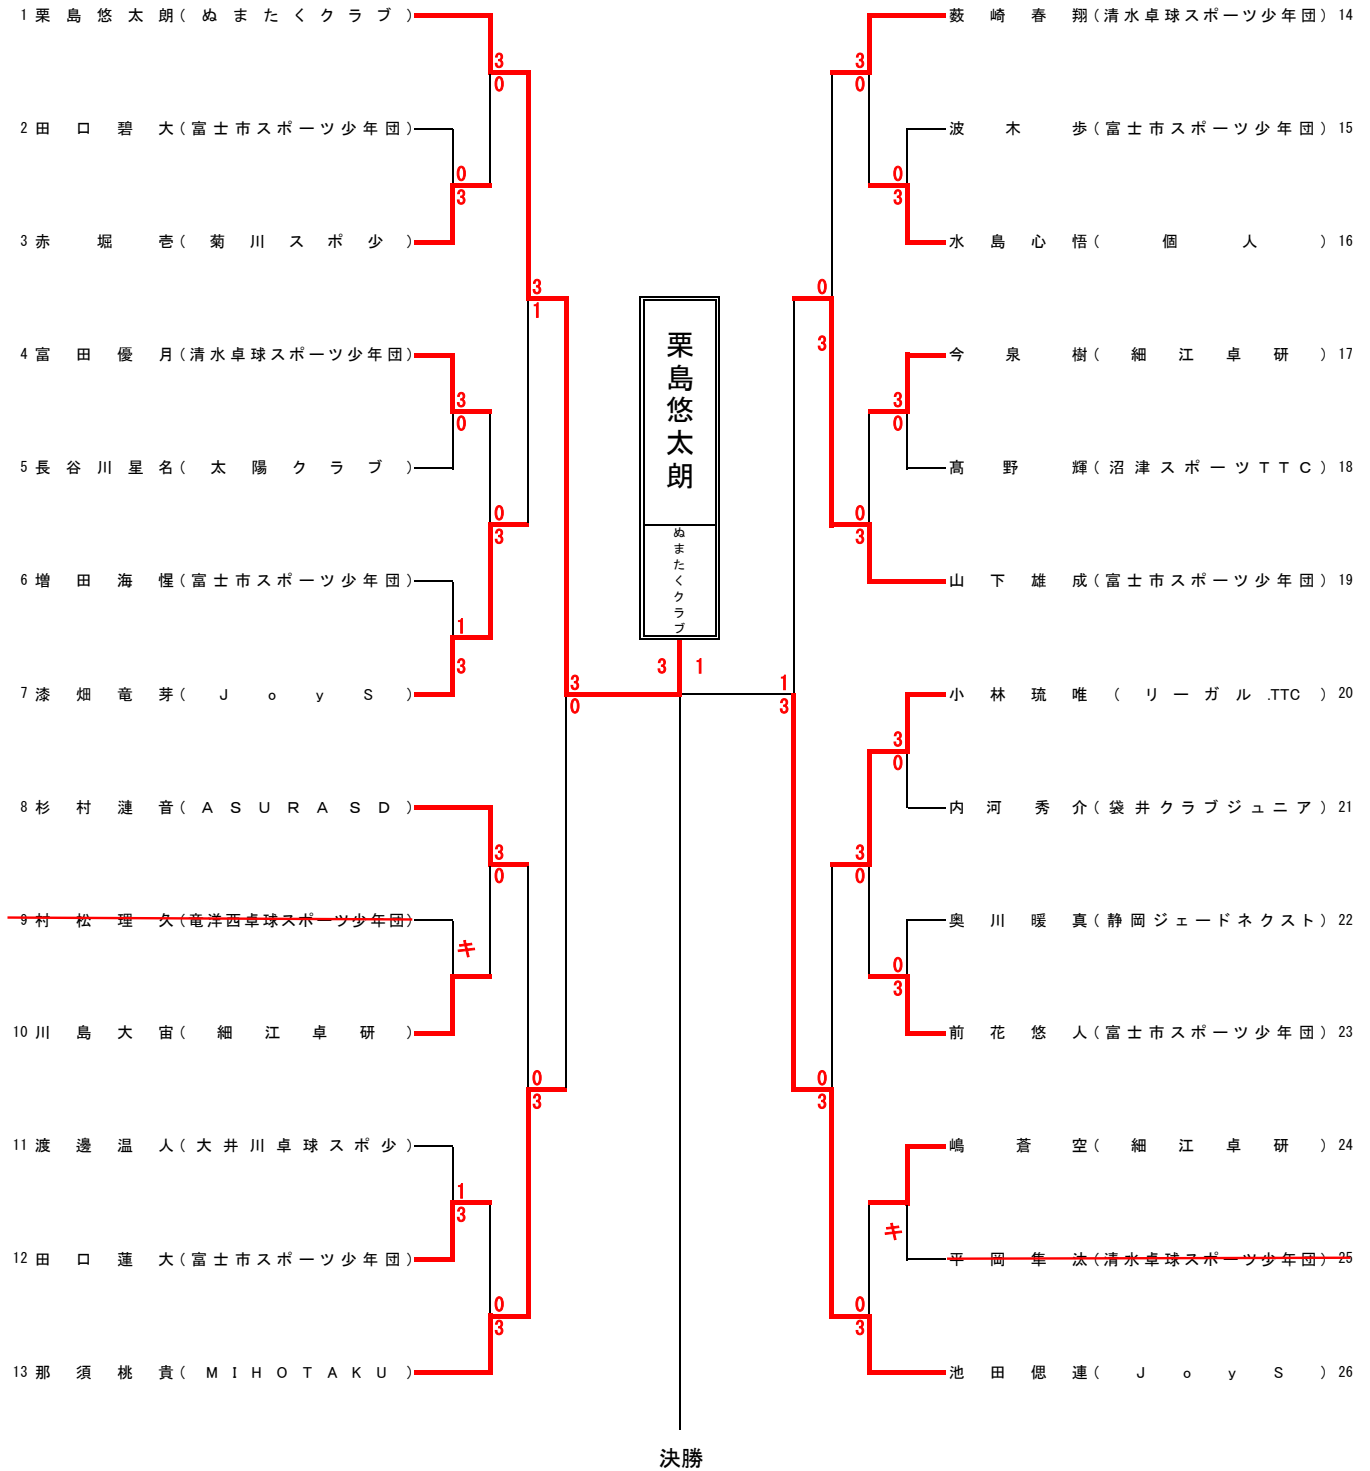 1 栗島悠太朗(ぬまたくクラブ)
3
0
2 田口碧大(富士市スポーツ少年団)
0
3
3 赤堀壱(菊川スポ少)
3
1
4 富田優月(清水卓球スポーツ少年団)
3
0
5 長谷川星名(太陽クラブ)
0
3
6 増田海惺(富士市スポーツ少年団)
1
3
7 漆畑竜芽(JoyS)
3
0
8 杉村漣音(ASURASD)
3
0
9 村松理久(竜洋西卓球スポーツ少年団)
キ
10 川島大宙(細江卓研)
0
3
11 渡邊温人(大井川卓球スポ少)
1
3
12 田口蓮大(富士市スポーツ少年団)
0
3
13 那須桃貴(MIHOTAKU)
栗島悠太朗
ぬまたくクラブ
3 1
決勝
薮崎春翔(清水卓球スポーツ少年団) 14
3
0
波木歩(富士市スポーツ少年団) 15
0
3
水島心悟(個人) 16
0
3
今泉樹(細江卓研) 17
3
0
髙野輝(沼津スポーツTTC) 18
0
3
山下雄成(富士市スポーツ少年団) 19
1
3
小林琉唯(リーガル.TTC) 20
3
0
内河秀介(袋井クラブジュニア) 21
3
0
奥川暖真(静岡ジェードネクスト) 22
0
3
前花悠人(富士市スポーツ少年団) 23
0
3
嶋蒼空(細江卓研) 24
キ
平岡隼汰(清水卓球スポーツ少年団) 25
0
3
池田偲連(JoyS) 26